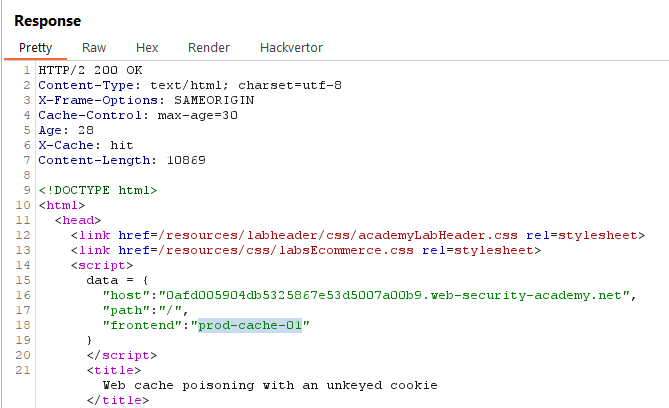 Response
Pretty Raw Hex Render Hackvertor
1 HTTP/2 200 OK
2 Content-Type: text/html; charset=utf-8
3 X-Frame-Options: SAMEORIGIN
4 Cache-Control: max-age=30
5 Age: 28
6 X-Cache: hit
7 Content-Length: 10869
8
9 <!DOCTYPE html>
10 <html>
11 <head>
12 <link href=/resources/labheader/css/academyLabHeader.css rel=stylesheet>
13 <link href=/resources/css/labsEcommerce.css rel=stylesheet>
14 <script>
15 data = {
16 "host":"0afd005904db5325867e53d5007a00b9.web-security-academy.net",
17 "path":"/",
18 "frontend":"prod-cache-01"
19 }
20 </script>
21 <title>
Web cache poisoning with an unkeyed cookie
</title>